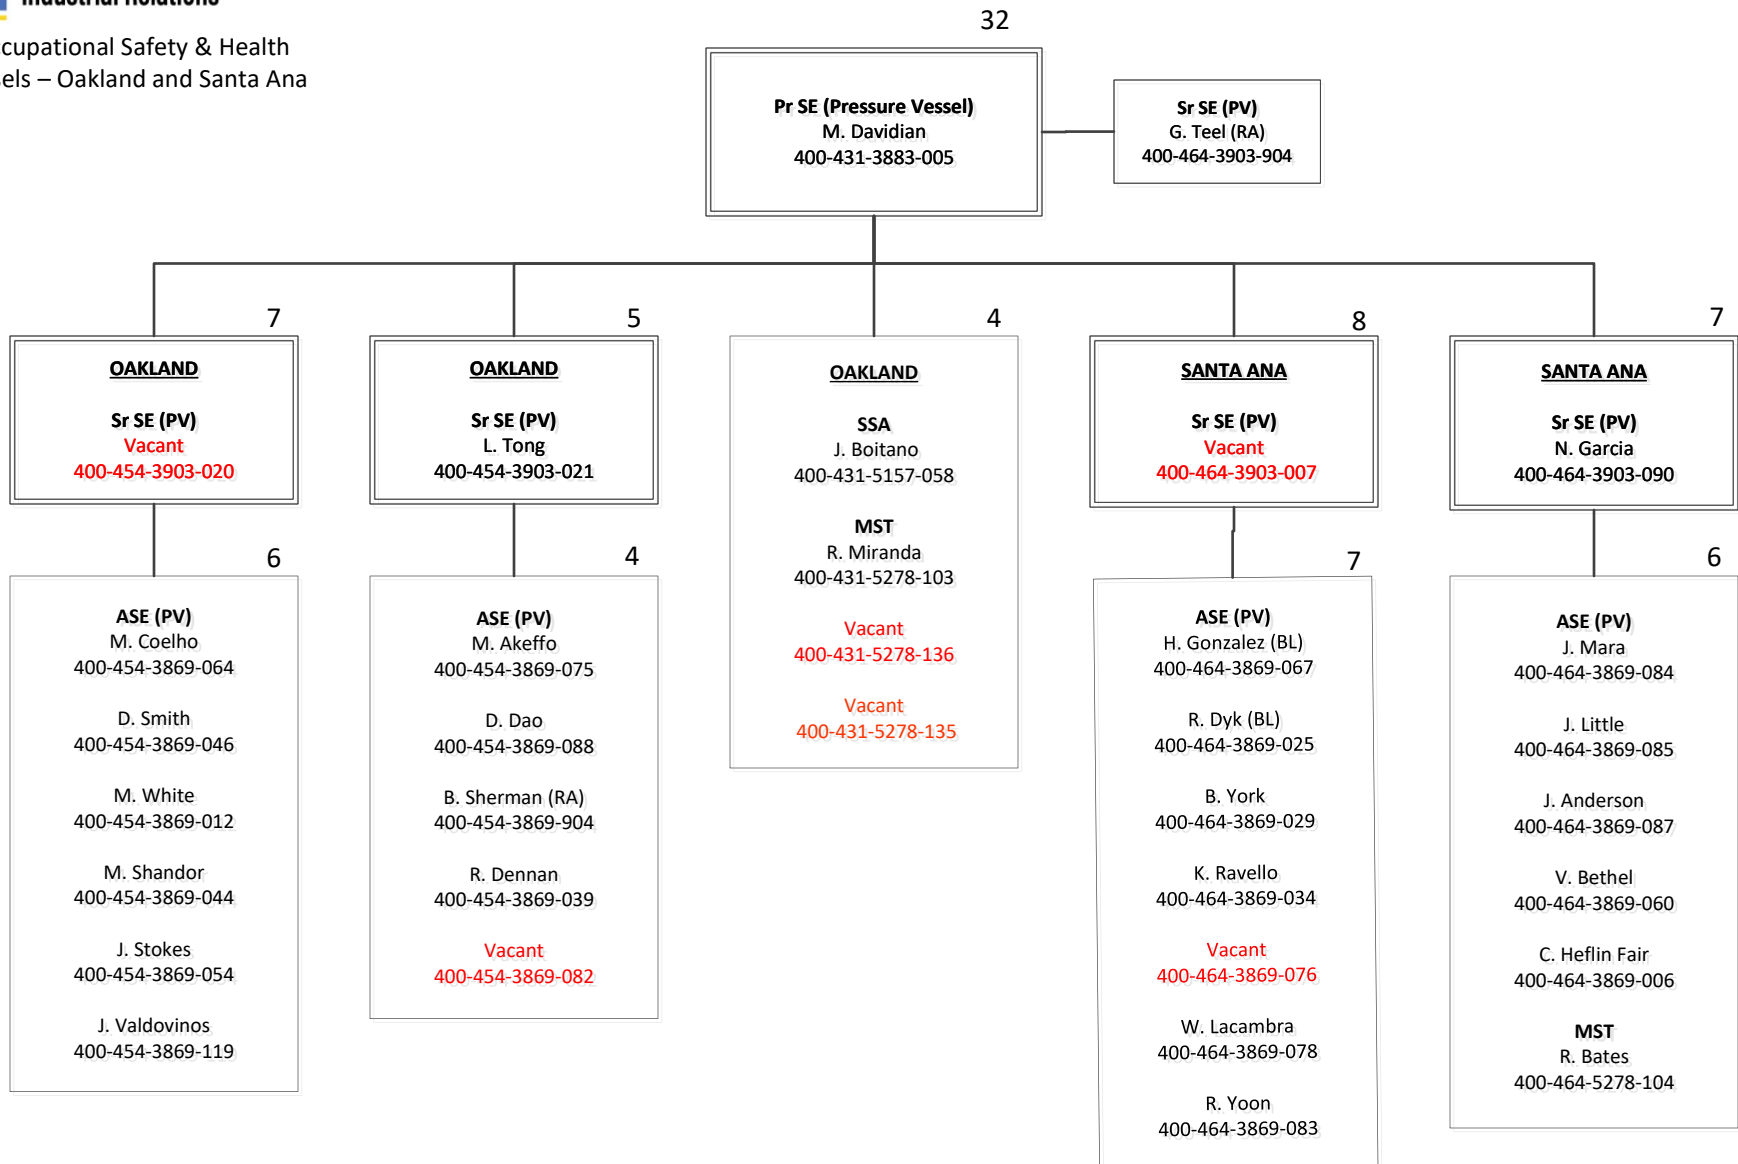 Industrial Relations
ccupational Safety & Health
sels – Oakland and Santa Ana
32
Pr SE (Pressure Vessel)
M. Davidian
400-431-3883-005
Sr SE (PV)
G. Teel (RA)
400-464-3903-904
7
OAKLAND
Sr SE (PV)
Vacant
400-454-3903-020
6
ASE (PV)
M. Coelho
400-454-3869-064
D. Smith
400-454-3869-046
M. White
400-454-3869-012
M. Shandor
400-454-3869-044
J. Stokes
400-454-3869-054
J. Valdovinos
400-454-3869-119
5
OAKLAND
Sr SE (PV)
L. Tong
400-454-3903-021
4
ASE (PV)
M. Akeffo
400-454-3869-075
D. Dao
400-454-3869-088
B. Sherman (RA)
400-454-3869-904
R. Dennan
400-454-3869-039
Vacant
400-454-3869-082
4
OAKLAND
SSA
J. Boitano
400-431-5157-058
MST
R. Miranda
400-431-5278-103
Vacant
400-431-5278-136
Vacant
400-431-5278-135
8
SANTA ANA
Sr SE (PV)
Vacant
400-464-3903-007
7
ASE (PV)
H. Gonzalez (BL)
400-464-3869-067
R. Dyk (BL)
400-464-3869-025
B. York
400-464-3869-029
K. Ravello
400-464-3869-034
Vacant
400-464-3869-076
W. Lacambra
400-464-3869-078
R. Yoon
400-464-3869-083
7
SANTA ANA
Sr SE (PV)
N. Garcia
400-464-3903-090
6
ASE (PV)
J. Mara
400-464-3869-084
J. Little
400-464-3869-085
J. Anderson
400-464-3869-087
V. Bethel
400-464-3869-060
C. Heflin Fair
400-464-3869-006
MST
R. Bates
400-464-5278-104